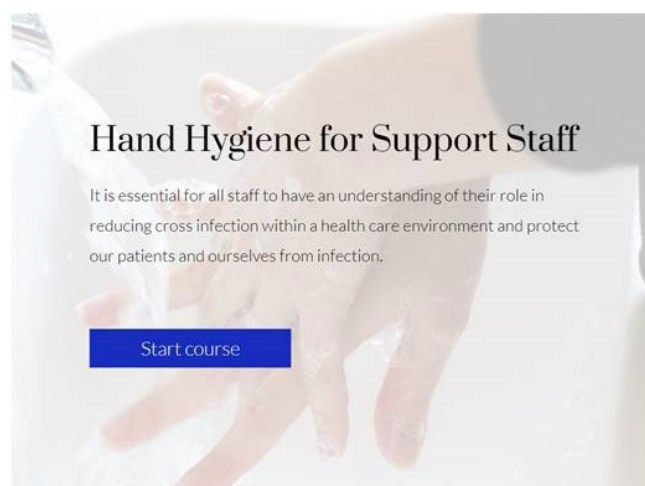 Hand Hygiene for Support Staff
It is essential for all staff to have an understanding of their role in
reducing cross infection within a health care environment and protect
our patients and ourselves from infection.
Start course